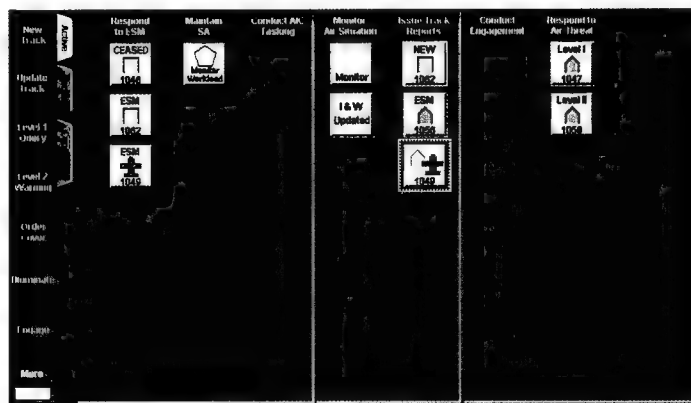 New
Track
Update
Track
Level 1
Query
Level 2
Warning
Order
Cover
Illuminate
Engage
More
Active
Respond
to ESM
Maintain
SA
Conduct AIC
Tasking
CEASED
1046
Monitor
Workload
ESM
1062
ESM
1049
Monitor
Air Situation
Issue Track
Reports
Monitor
NEW
1062
I & W
Updated
ESM
1050
1049
Conduct
Engagement
Respond to
Air Threat
Level I
1047
Level II
1058